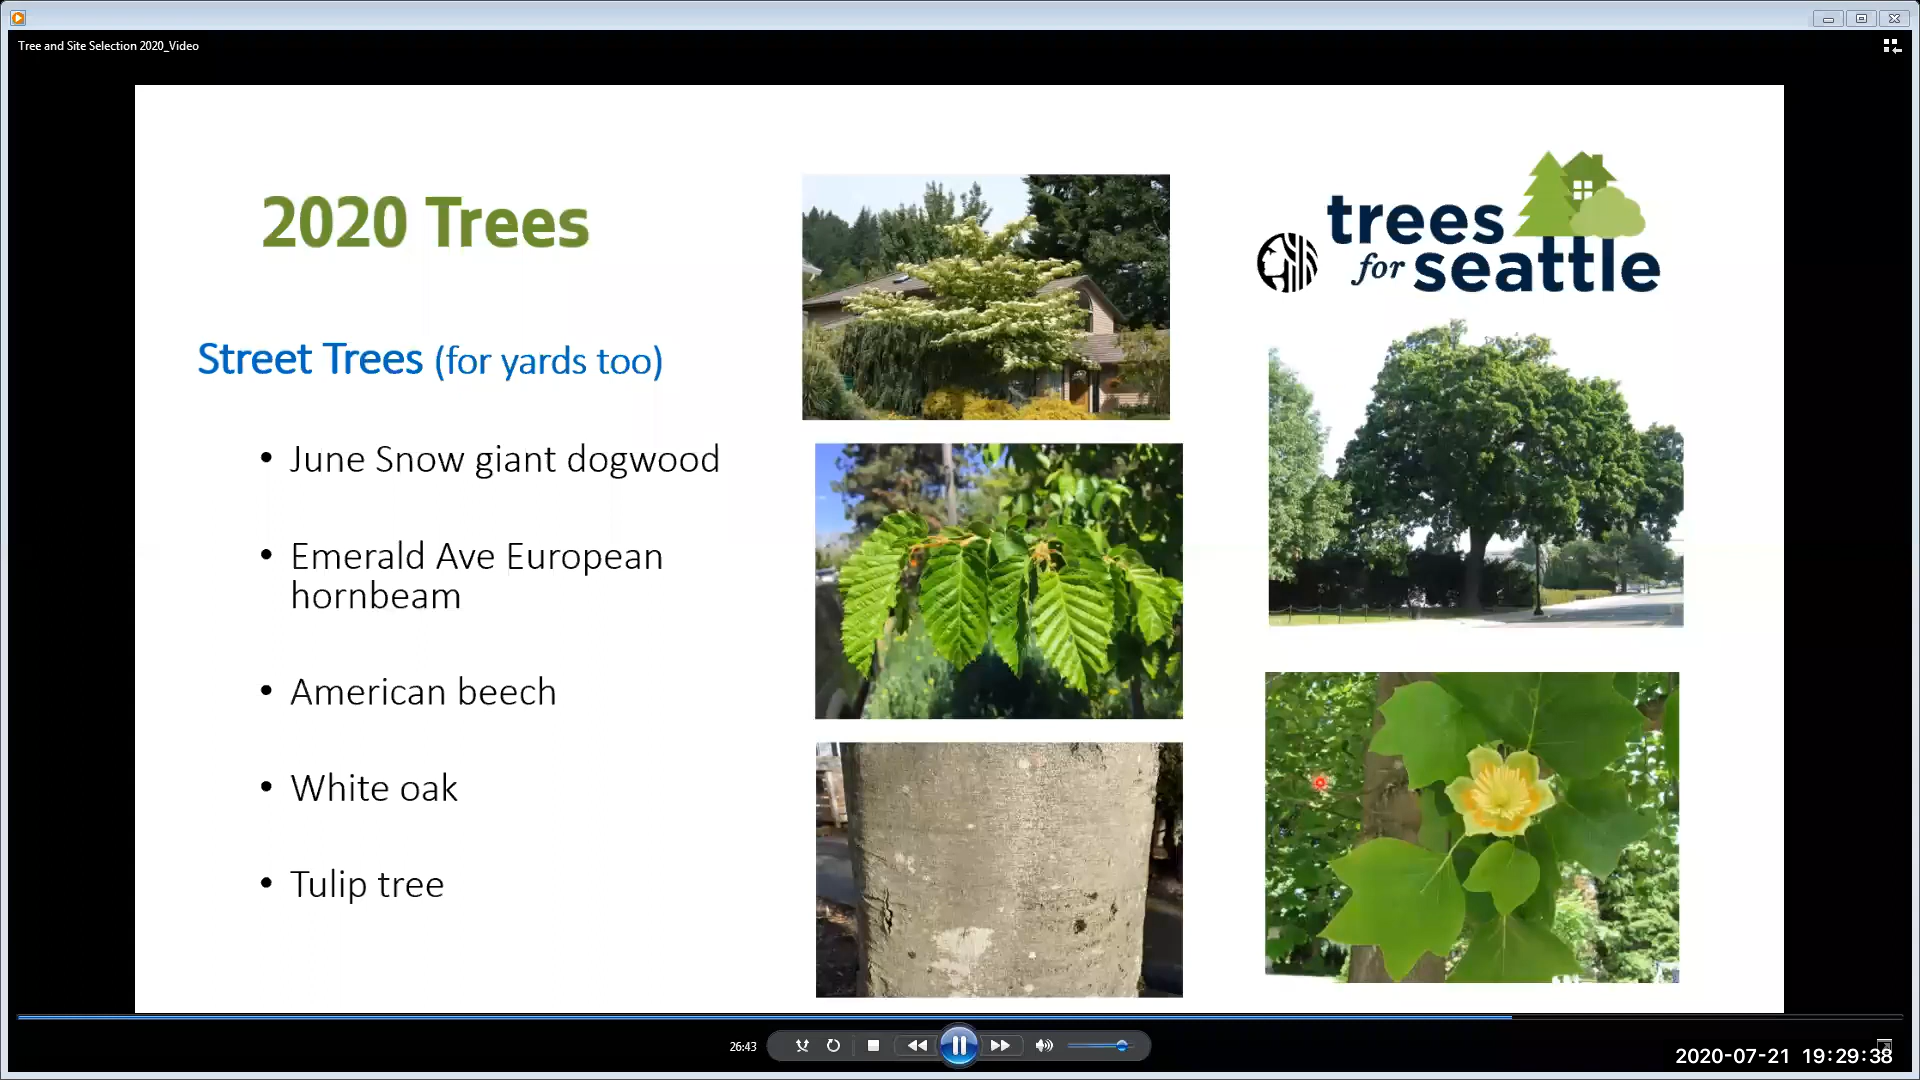 Tree and Site Selection 2020_Video
2020 Trees
trees
for seattle
Street Trees (for yards too)
• June Snow giant dogwood
• Emerald Ave European
hornbeam
• American beech
• White oak
• Tulip tree
26:43
2020-07-21 19:29:38